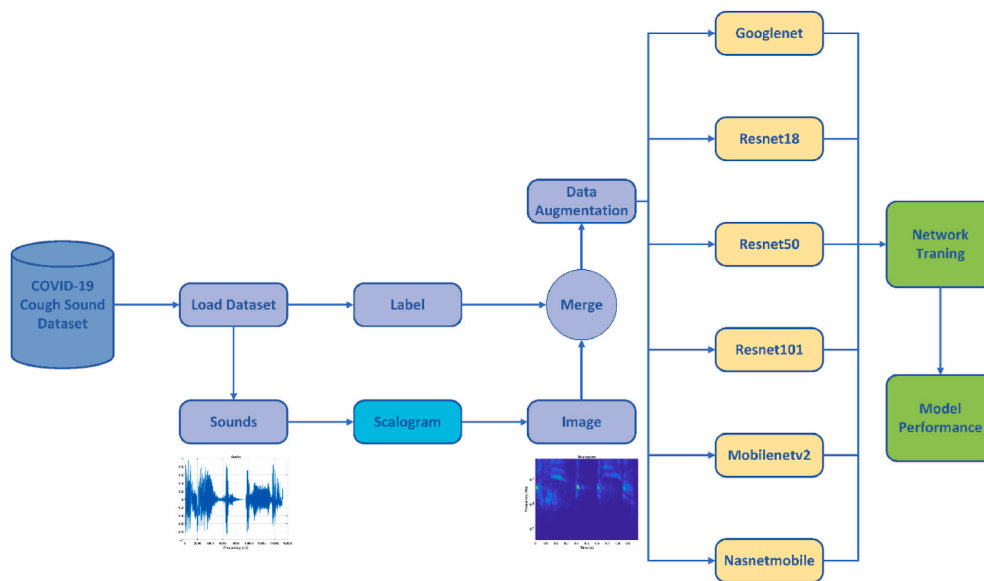 COVID-19
Cough Sound
Dataset
Load Dataset
Label
Merge
Data
Augmentation
Sounds
Scalogram
Image
Googlenet
Resnet18
Resnet50
Resnet101
Mobilenetv2
Nasnetmobile
Network
Traning
Model
Performance